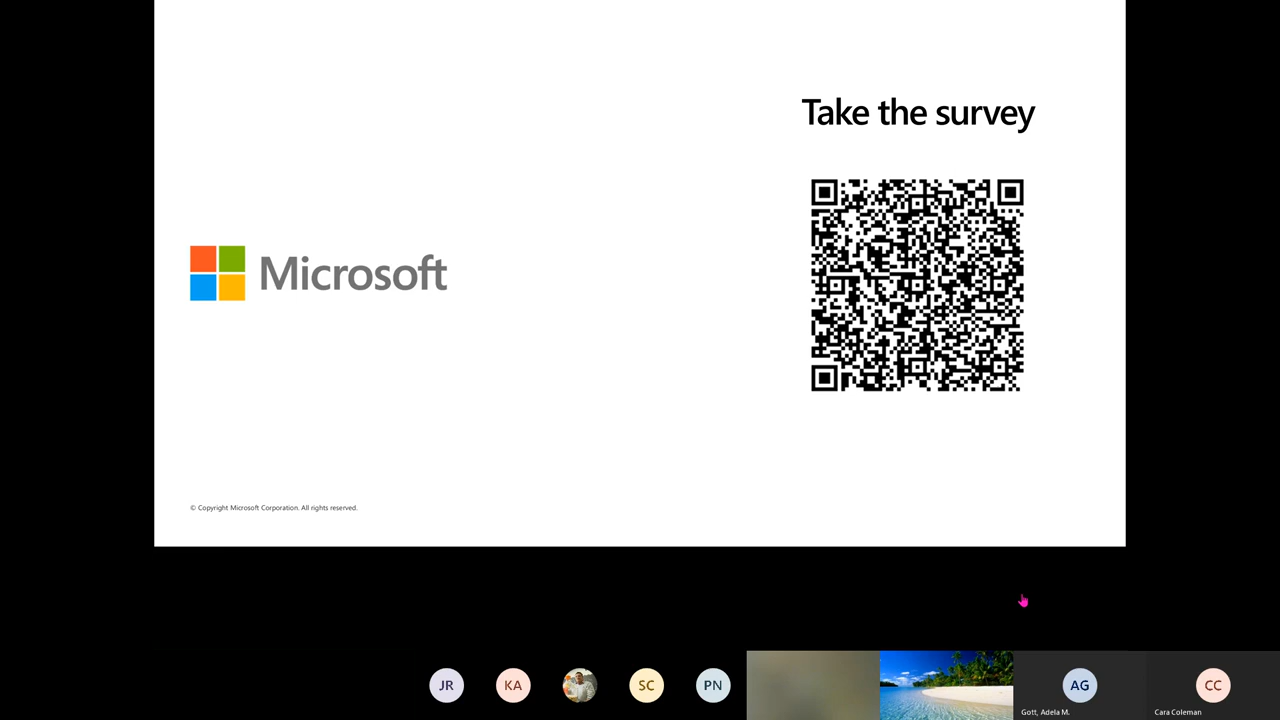 Take the survey
Microsoft
© Copyright Microsoft Corporation. All rights reserved.
JR
KA
SC
PN
AG
CC
Gott, Adela M.
Cara Coleman